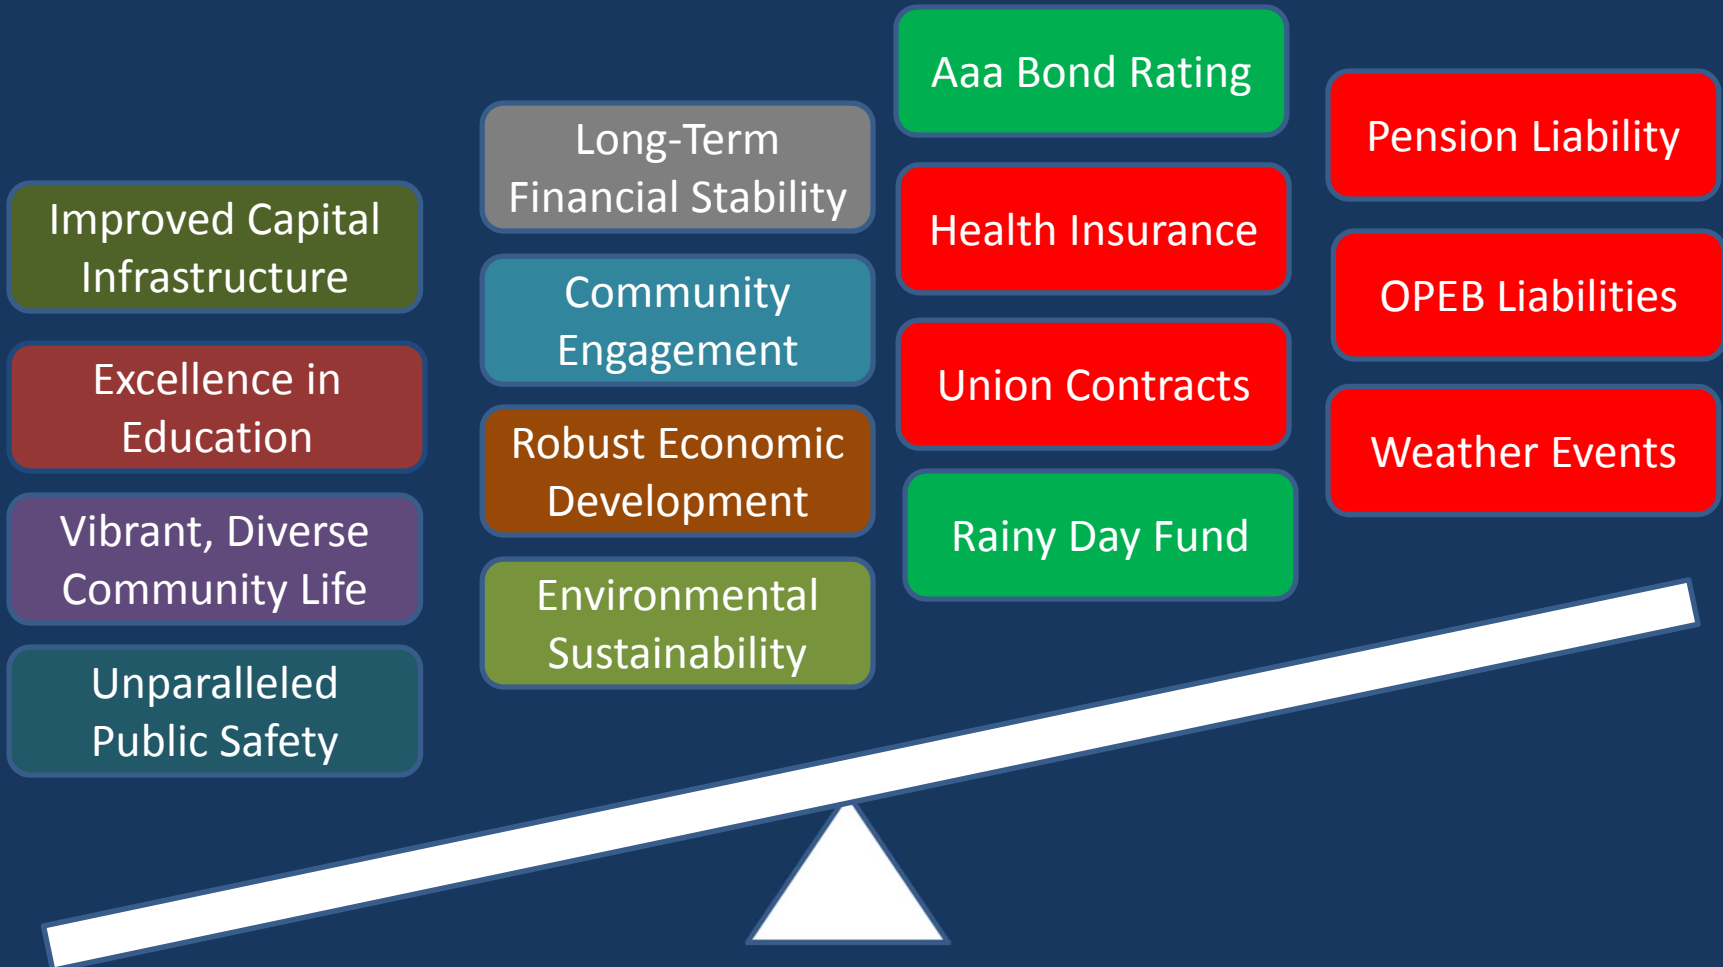 Improved Capital
Infrastructure
Excellence in
Education
Vibrant, Diverse
Community Life
Unparalleled
Public Safety
Long-Term
Financial Stability
Community
Engagement
Robust Economic
Development
Environmental
Sustainability
Aaa Bond Rating
Health Insurance
Union Contracts
Rainy Day Fund
Pension Liability
OPEB Liabilities
Weather Events